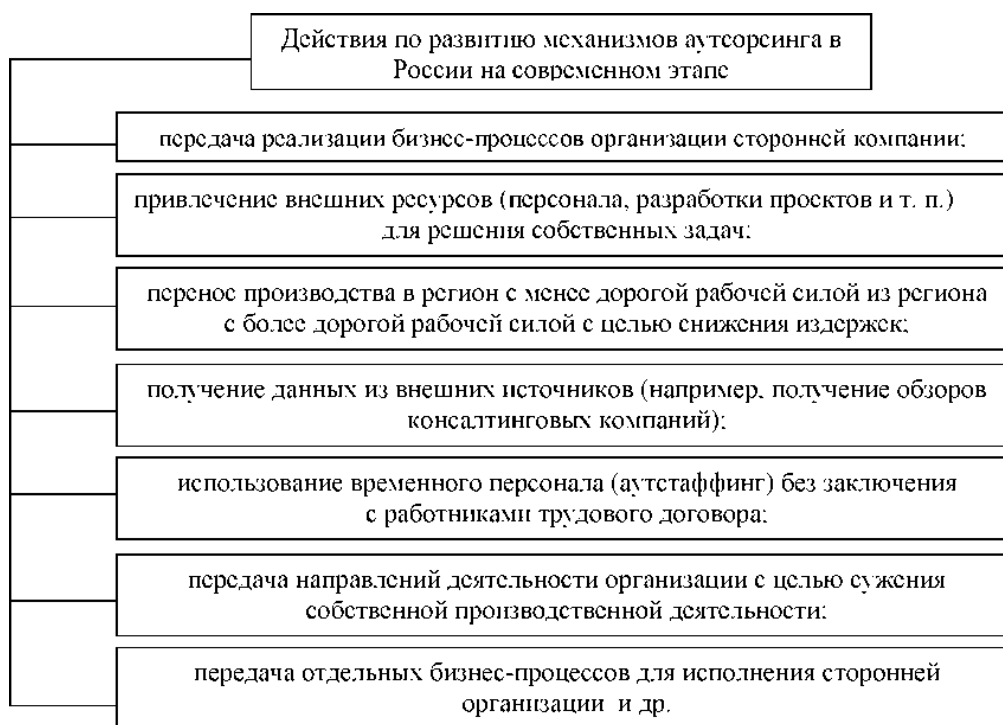 Действия по развитию механизмов аутсорсинга в
России на современном этапе
передача реализации бизнес-процессов организации сторонней компании;
привлечение внешних ресурсов (персонала, разработки проектов и т. п.)
для решения собственных задач;
перенос производства в регион с менее дорогой рабочей силой из региона
с более дорогой рабочей силой с целью снижения издержек;
получение данных из внешних источников (например, получение обзоров
консалтинговых компаний);
использование временного персонала (аутстаффинг) без заключения
с работниками трудового договора;
передача направлений деятельности организации с целью сужения
собственной производственной деятельности;
передача отдельных бизнес-процессов для исполнения сторонней
организации и др.